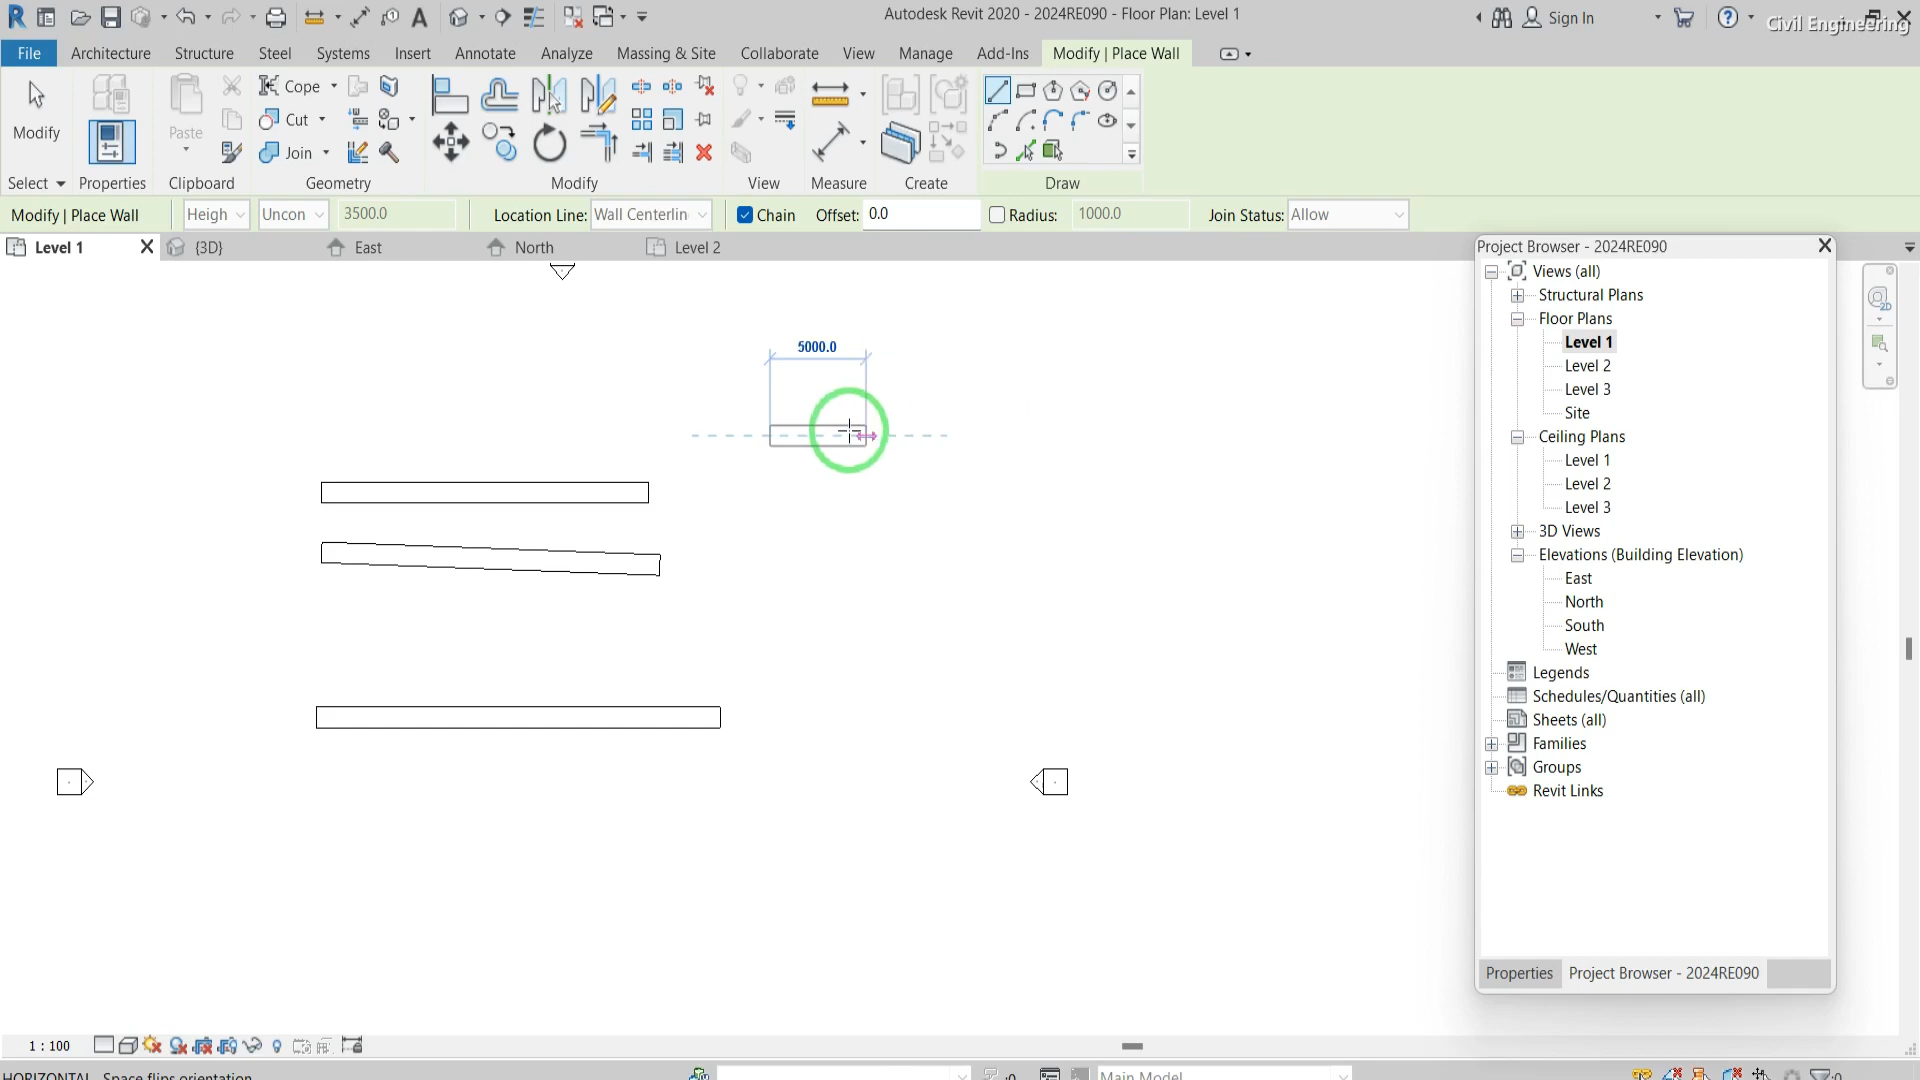 Autodesk Revit 2020 - 2024RE090 - Floor Plan: Level 1
Sign In
Civil Engineering
File
Architecture
Structure
Steel
Systems
Insert
Annotate
Analyze
Massing & Site
Collaborate
View
Manage
Add-Ins
Modify | Place Wall
Modify
Paste
Cope
Cut
Join
Select
Properties
Clipboard
Geometry
Modify
View
Measure
Create
Draw
Modify | Place Wall
Heigh
Uncon
3500.0
Location Line:
Wall Centerlin
Chain
Offset:
0.0
Radius:
1000.0
Join Status:
Allow
Level 1
{3D}
East
North
Level 2
5000.0
Project Browser - 2024RE090
Views (all)
Structural Plans
Floor Plans
Level 1
Level 2
Level 3
Site
Ceiling Plans
Level 1
Level 2
Level 3
3D Views
Elevations (Building Elevation)
East
North
South
West
Legends
Schedules/Quantities (all)
Sheets (all)
Families
Groups
Revit Links
Properties
Project Browser - 2024RE090
1 : 100
HORIZONTAL Space flips orientation
:0
Main Model
:0